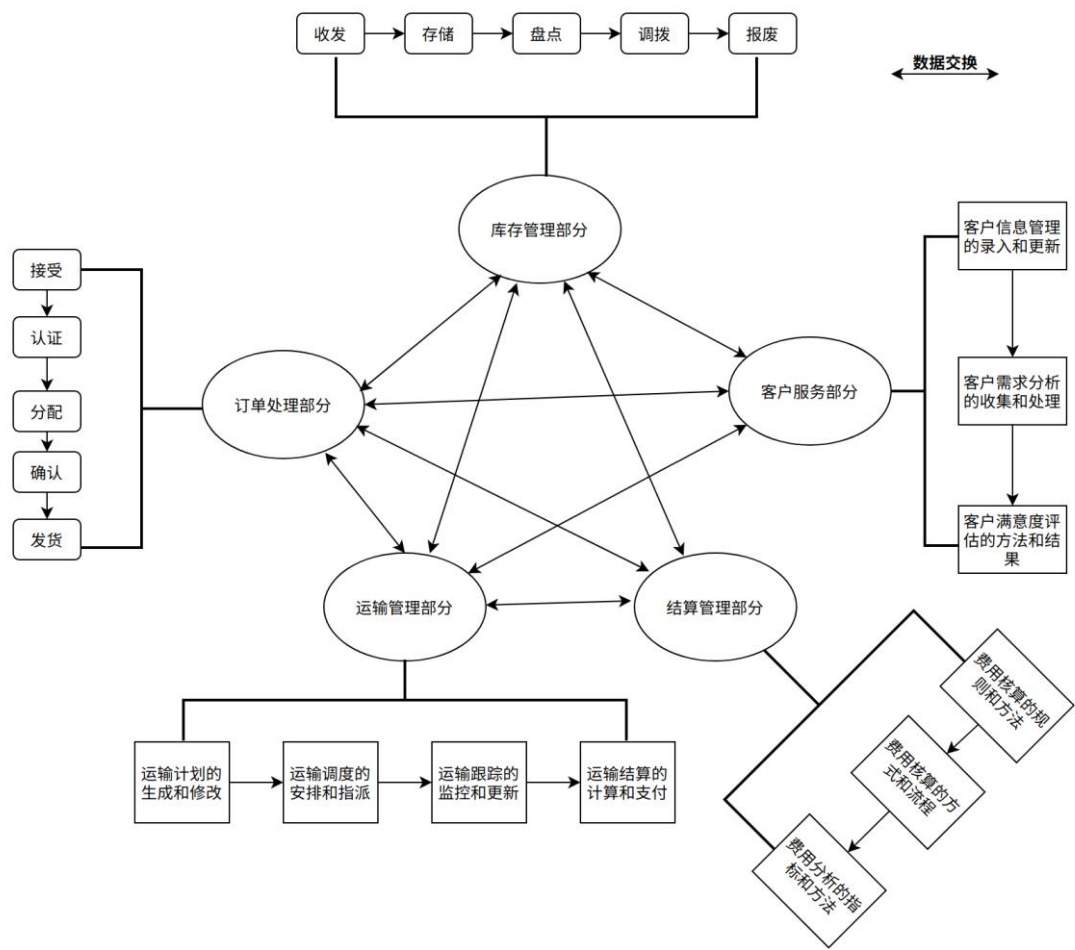 收发
存储
盘点
调拨
报废
数据交换
库存管理部分
客户信息管理
的录入和更新
接受
认证
分配
确认
发货
订单处理部分
客户服务部分
客户需求分析
的收集和处理
客户满意度评
估的方法和结
果
运输管理部分
结算管理部分
运输计划的
生成和修改
运输调度的
安排和指派
运输跟踪的
监控和更新
运输结算的
计算和支付
费用核算的规
则和方法
费用核算的方
式和流程
费用分析的指
标和方法